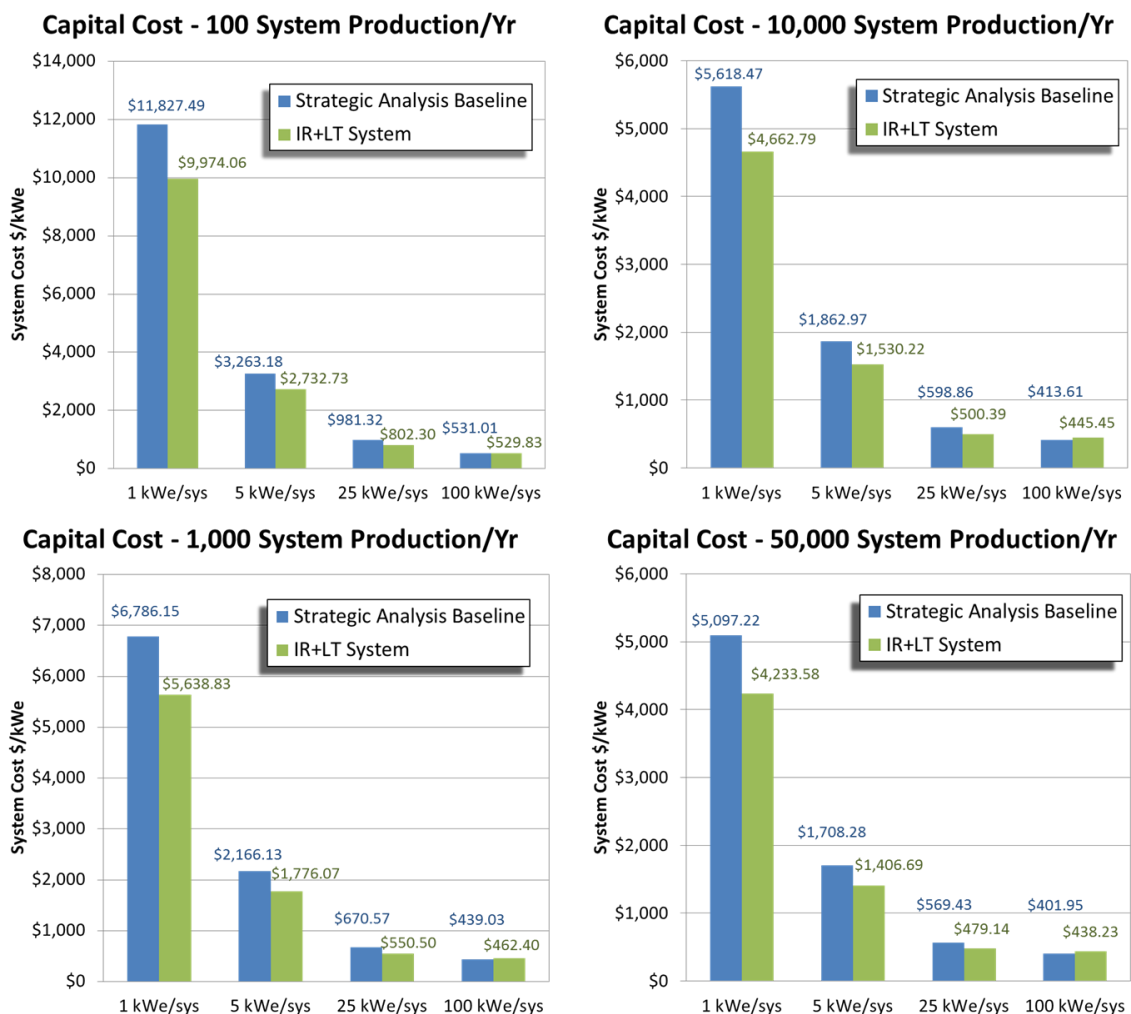 Capital Cost - 100 System Production/Yr
$14,000
$12,000
$10,000
$8,000
$6,000
$4,000
$2,000
$0
System Cost $/kWe
Strategic Analysis Baseline
IR+LT System
$11,827.49
$9,974.06
$3,263.18
$2,732.73
$981.32
$802.30
$531.01
$529.83
1 kWe/sys
5 kWe/sys
25 kWe/sys
100 kWe/sys
Capital Cost - 10,000 System Production/Yr
$6,000
$5,000
$4,000
$3,000
$2,000
$1,000
$0
System Cost $/kWe
Strategic Analysis Baseline
IR+LT System
$5,618.47
$4,662.79
$1,862.97
$1,530.22
$598.86
$500.39
$413.61
$445.45
1 kWe/sys
5 kWe/sys
25 kWe/sys
100 kWe/sys
Capital Cost - 1,000 System Production/Yr
$8,000
$7,000
$6,000
$5,000
$4,000
$3,000
$2,000
$1,000
$0
System Cost $/kWe
Strategic Analysis Baseline
IR+LT System
$6,786.15
$5,638.83
$2,166.13
$1,776.07
$670.57
$550.50
$439.03
$462.40
1 kWe/sys
5 kWe/sys
25 kWe/sys
100 kWe/sys
Capital Cost - 50,000 System Production/Yr
$6,000
$5,000
$4,000
$3,000
$2,000
$1,000
$0
System Cost $/kWe
Strategic Analysis Baseline
IR+LT System
$5,097.22
$4,233.58
$1,708.28
$1,406.69
$569.43
$479.14
$401.95
$438.23
1 kWe/sys
5 kWe/sys
25 kWe/sys
100 kWe/sys